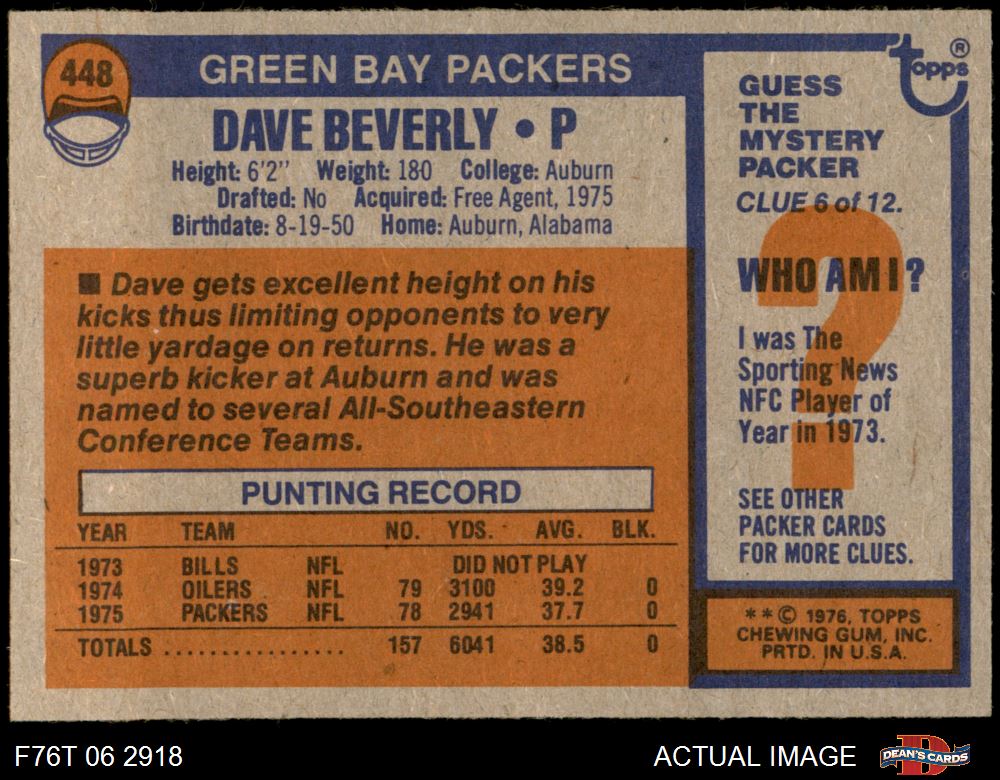 448
GREEN BAY PACKERS
DAVE BEVERLY • P
Height: 6'2" Weight: 180 College: Auburn
Drafted: No Acquired: Free Agent, 1975
Birthdate: 8-19-50 Home: Auburn, Alabama
■ Dave gets excellent height on his
kicks thus limiting opponents to very
little yardage on returns. He was a
superb kicker at Auburn and was
named to several All-Southeastern
Conference Teams.
PUNTING RECORD
YEAR TEAM NO. YDS. AVG. BLK.
1973 BILLS NFL DID NOT PLAY
1974 OILERS NFL 79 3100 39.2 0
1975 PACKERS NFL 78 2941 37.7 0
TOTALS ................ 157 6041 38.5 0
Topps ®
GUESS
THE
MYSTERY
PACKER
CLUE 6 of 12.
?
WHO AM I?
I was The
Sporting News
NFC Player of
Year in 1973.
SEE OTHER
PACKER CARDS
FOR MORE CLUES.
**© 1976, TOPPS
CHEWING GUM, INC.
PRTD. IN U.S.A.
F76T 06 2918
ACTUAL IMAGE
D
DEAN'S CARDS